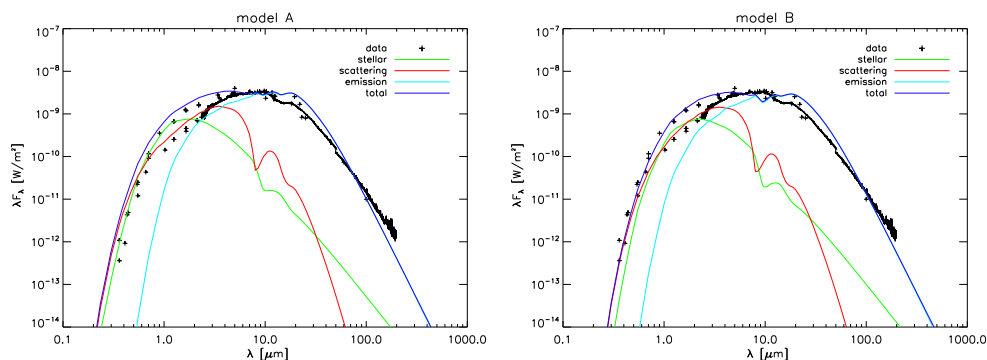 model A
10⁻⁷
10⁻⁸
10⁻⁹
10⁻¹⁰
10⁻¹¹
10⁻¹²
10⁻¹³
10⁻¹⁴
λF_λ [W/m²]
data
stellar
scattering
emission
total
0.1 1.0 10.0 100.0 1000.0
λ [μm]
model B
10⁻⁷
10⁻⁸
10⁻⁹
10⁻¹⁰
10⁻¹¹
10⁻¹²
10⁻¹³
10⁻¹⁴
λF_λ [W/m²]
data
stellar
scattering
emission
total
0.1 1.0 10.0 100.0 1000.0
λ [μm]